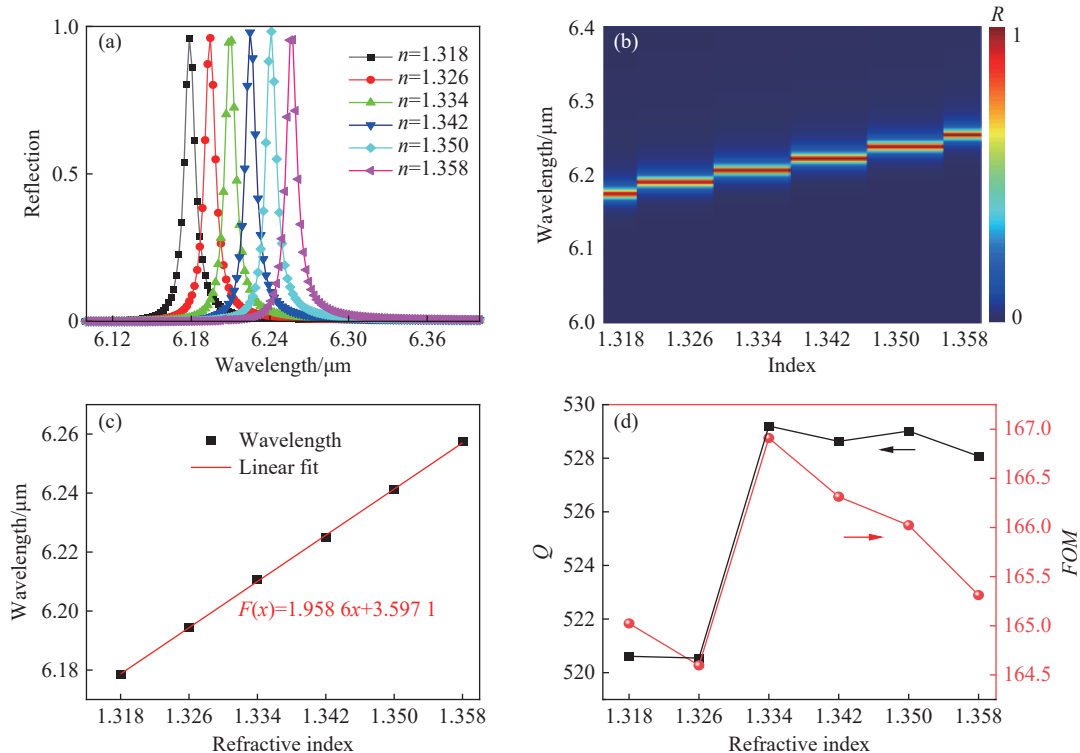 (a)
1.0
0.5
0
Reflection
n=1.318
n=1.326
n=1.334
n=1.342
n=1.350
n=1.358
6.12 6.18 6.24 6.30 6.36
Wavelength/μm
(b)
R
1
0
6.4
6.3
6.2
6.1
6.0
Wavelength/μm
1.318 1.326 1.334 1.342 1.350 1.358
Index
(c)
Wavelength
Linear fit
6.26
6.24
6.22
6.20
6.18
Wavelength/μm
F(x)=1.958 6x+3.597 1
1.318 1.326 1.334 1.342 1.350 1.358
Refractive index
(d)
530
528
526
524
522
520
Q
167.0
166.5
166.0
165.5
165.0
164.5
FOM
1.318 1.326 1.334 1.342 1.350 1.358
Refractive index